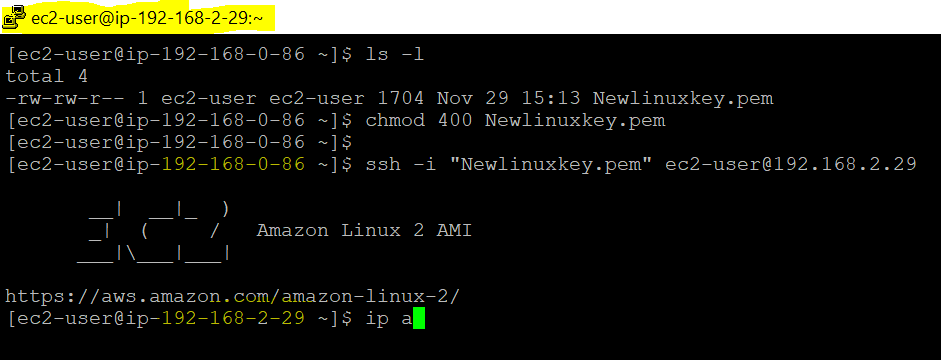 ec2-user@ip-192-168-2-29:~
[ec2-user@ip-192-168-0-86 ~]$ ls -l
total 4
-rw-rw-r-- 1 ec2-user ec2-user 1704 Nov 29 15:13 Newlinuxkey.pem
[ec2-user@ip-192-168-0-86 ~]$ chmod 400 Newlinuxkey.pem
[ec2-user@ip-192-168-0-86 ~]$
[ec2-user@ip-192-168-0-86 ~]$ ssh -i "Newlinuxkey.pem" ec2-user@192.168.2.29
       __|  __|_  )
       _|  (     /   Amazon Linux 2 AMI
      ___|\___|___|
https://aws.amazon.com/amazon-linux-2/
[ec2-user@ip-192-168-2-29 ~]$ ip a